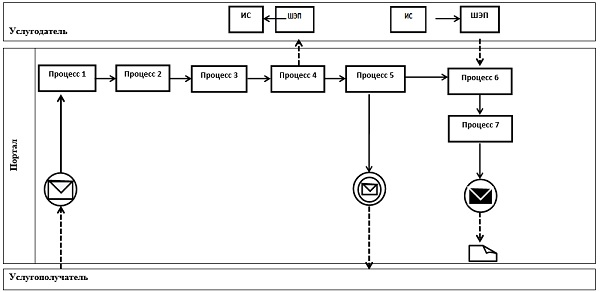 Услугодатель
ИС
ШЭП
ИС
ШЭП
Портал
Процесс 1
Процесс 2
Процесс 3
Процесс 4
Процесс 5
Процесс 6
Процесс 7
Услугополучатель